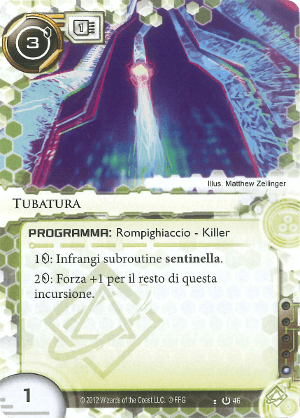 3
1
Illus. Matthew Zeilinger
TUBATURA
PROGRAMMA: Rompighiaccio - Killer
1: Infrangi subroutine sentinella.
2: Forza +1 per il resto di questa
incursione.
1
© 2012 Wizards of the Coast LLC. © FFG
46